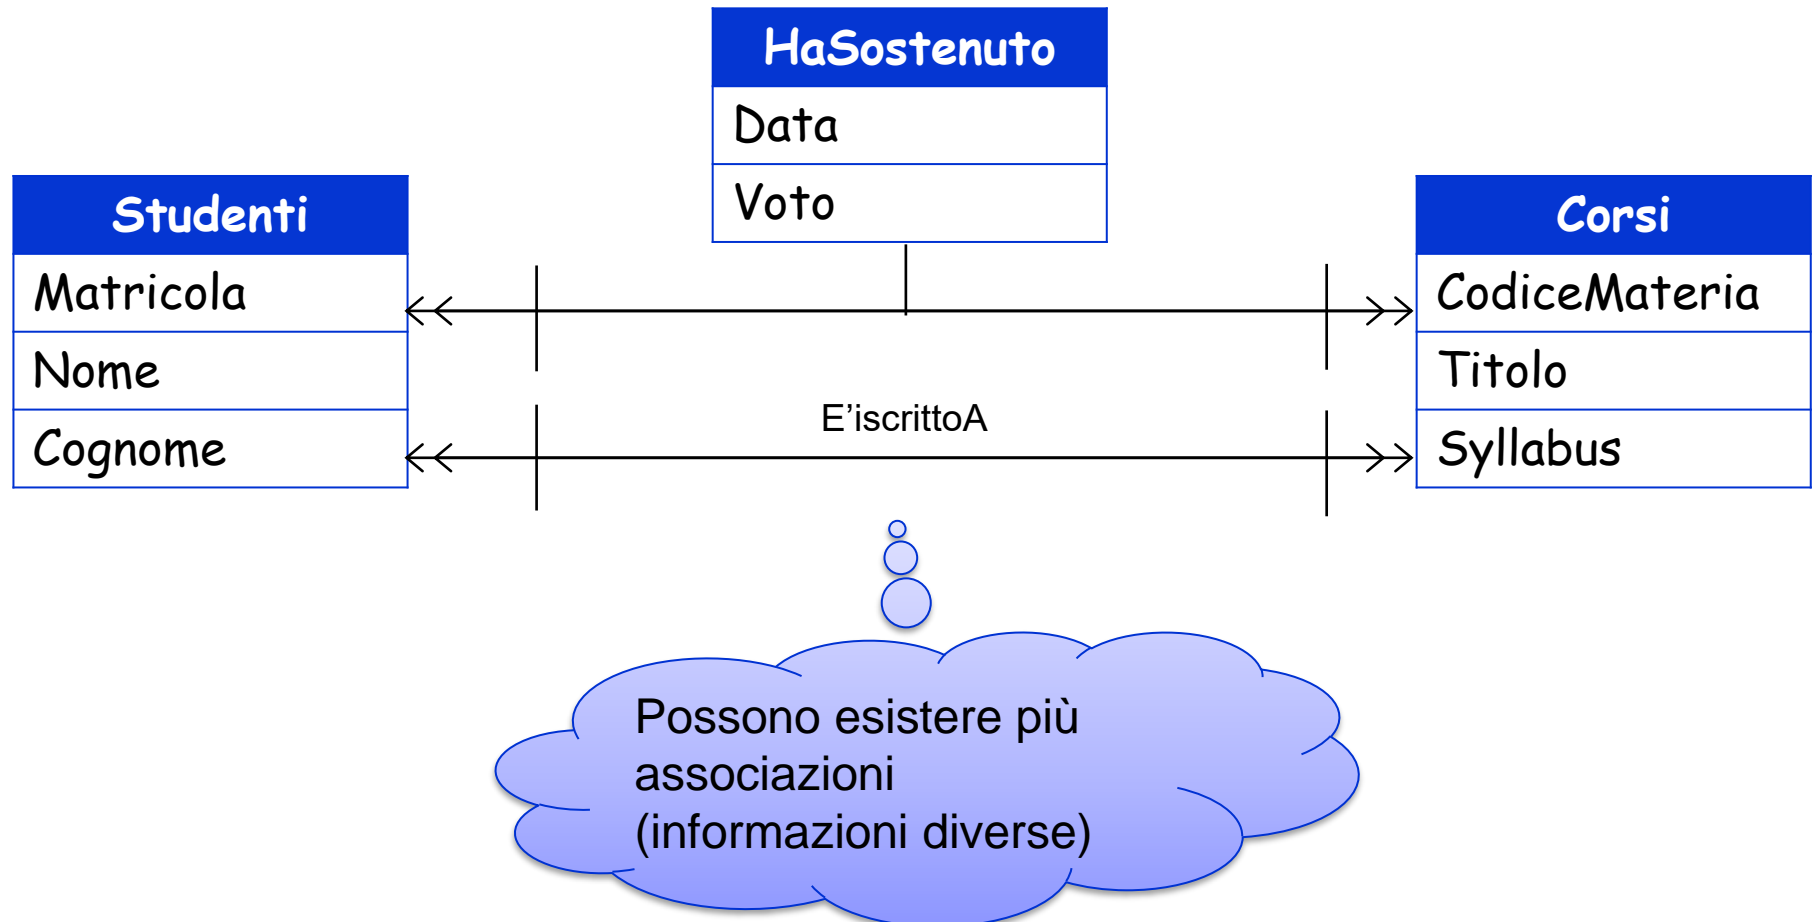 HaSostenuto
Data
Voto
Studenti
Matricola
Nome
Cognome
Corsi
CodiceMateria
Titolo
Syllabus
E’iscrittoA
Possono esistere più
associazioni
(informazioni diverse)